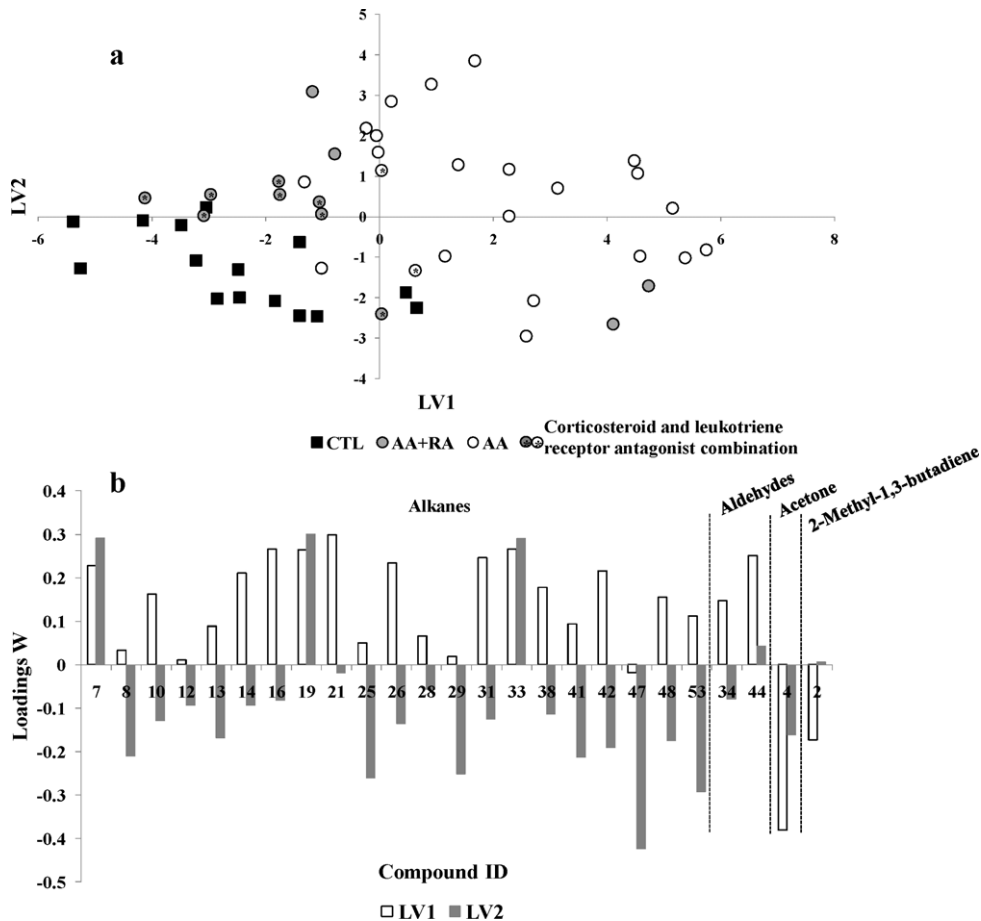 a
5
4
3
2
1
0
-1
-2
-3
-4
-6 -4 -2 0 2 4 6 8
LV2
LV1
CTL AA+RA AA Corticosteroid and leukotriene
receptor antagonist combination
b
Alkanes
Aldehydes
Acetone
2-Methyl-1,3-butadiene
0.4
0.3
0.2
0.1
0
-0.1
-0.2
-0.3
-0.4
-0.5
Loadings W
7 8 10 12 13 14 16 19 21 25 26 28 29 31 33 38 41 42 47 48 53 34 44 4 2
Compound ID
LV1 LV2